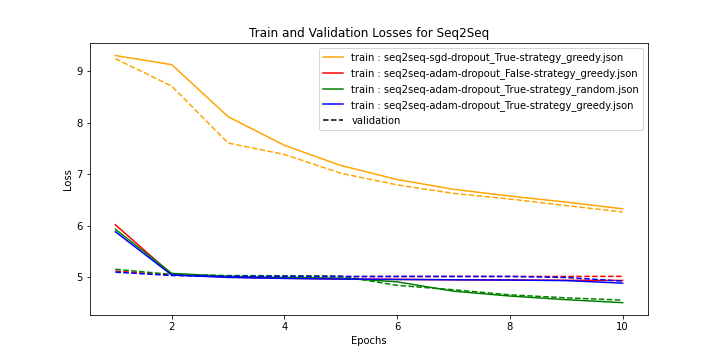 Train and Validation Losses for Seq2Seq
train : seq2seq-sgd-dropout_True-strategy_greedy.json
train : seq2seq-adam-dropout_False-strategy_greedy.json
train : seq2seq-adam-dropout_True-strategy_random.json
train : seq2seq-adam-dropout_True-strategy_greedy.json
validation
Loss
9
8
7
6
5
2 4 6 8 10
Epochs